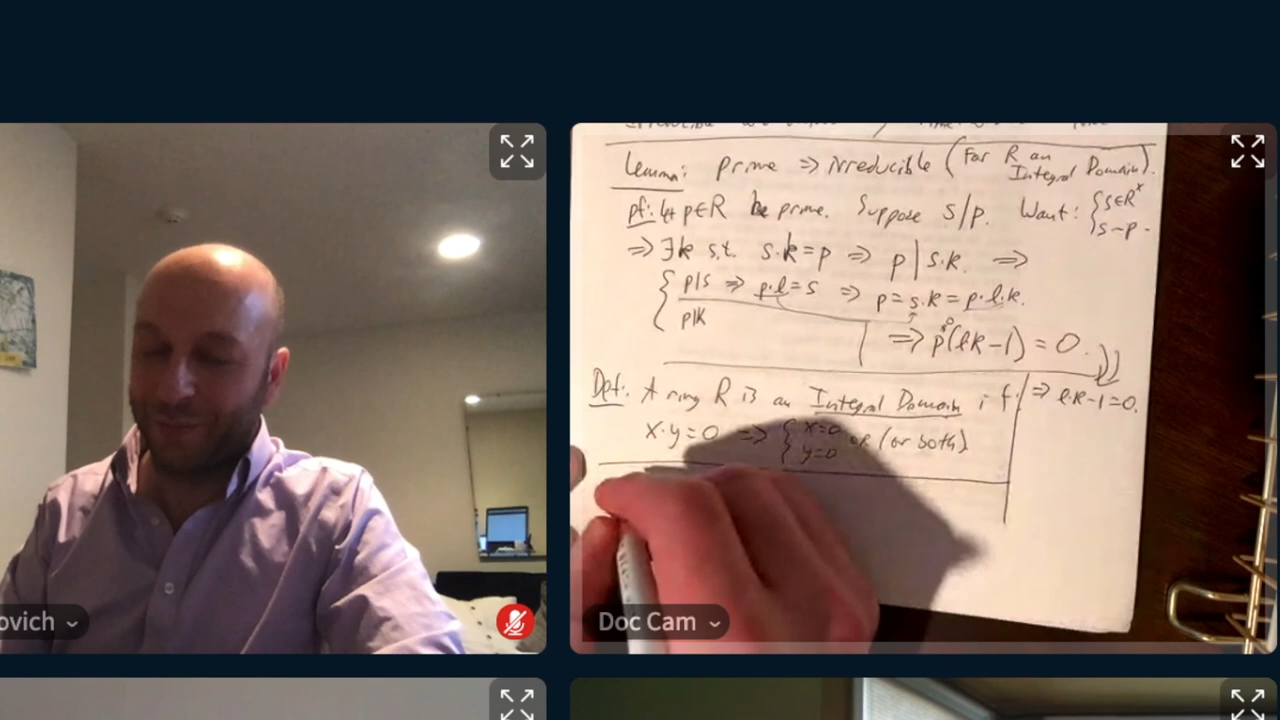 Lemma: prime ⇒ irreducible (For R an Integral Domain).
pf: let p∈R be prime. Suppose s|p. Want: { s∈R^x
s~p.
⇒ ∃k s.t. s·k=p ⇒ p|s·k. ⇒
{ p|s ⇒ p·l=s ⇒ p=s·k=p·l·k.
p|k
⇒ p(lk-1)=0.
Def: A ring R is an Integral Domain if
⇒ l·k-1=0.
x·y=0 ⇒ { x=0 or (or both)
y=0
ovich
Doc Cam